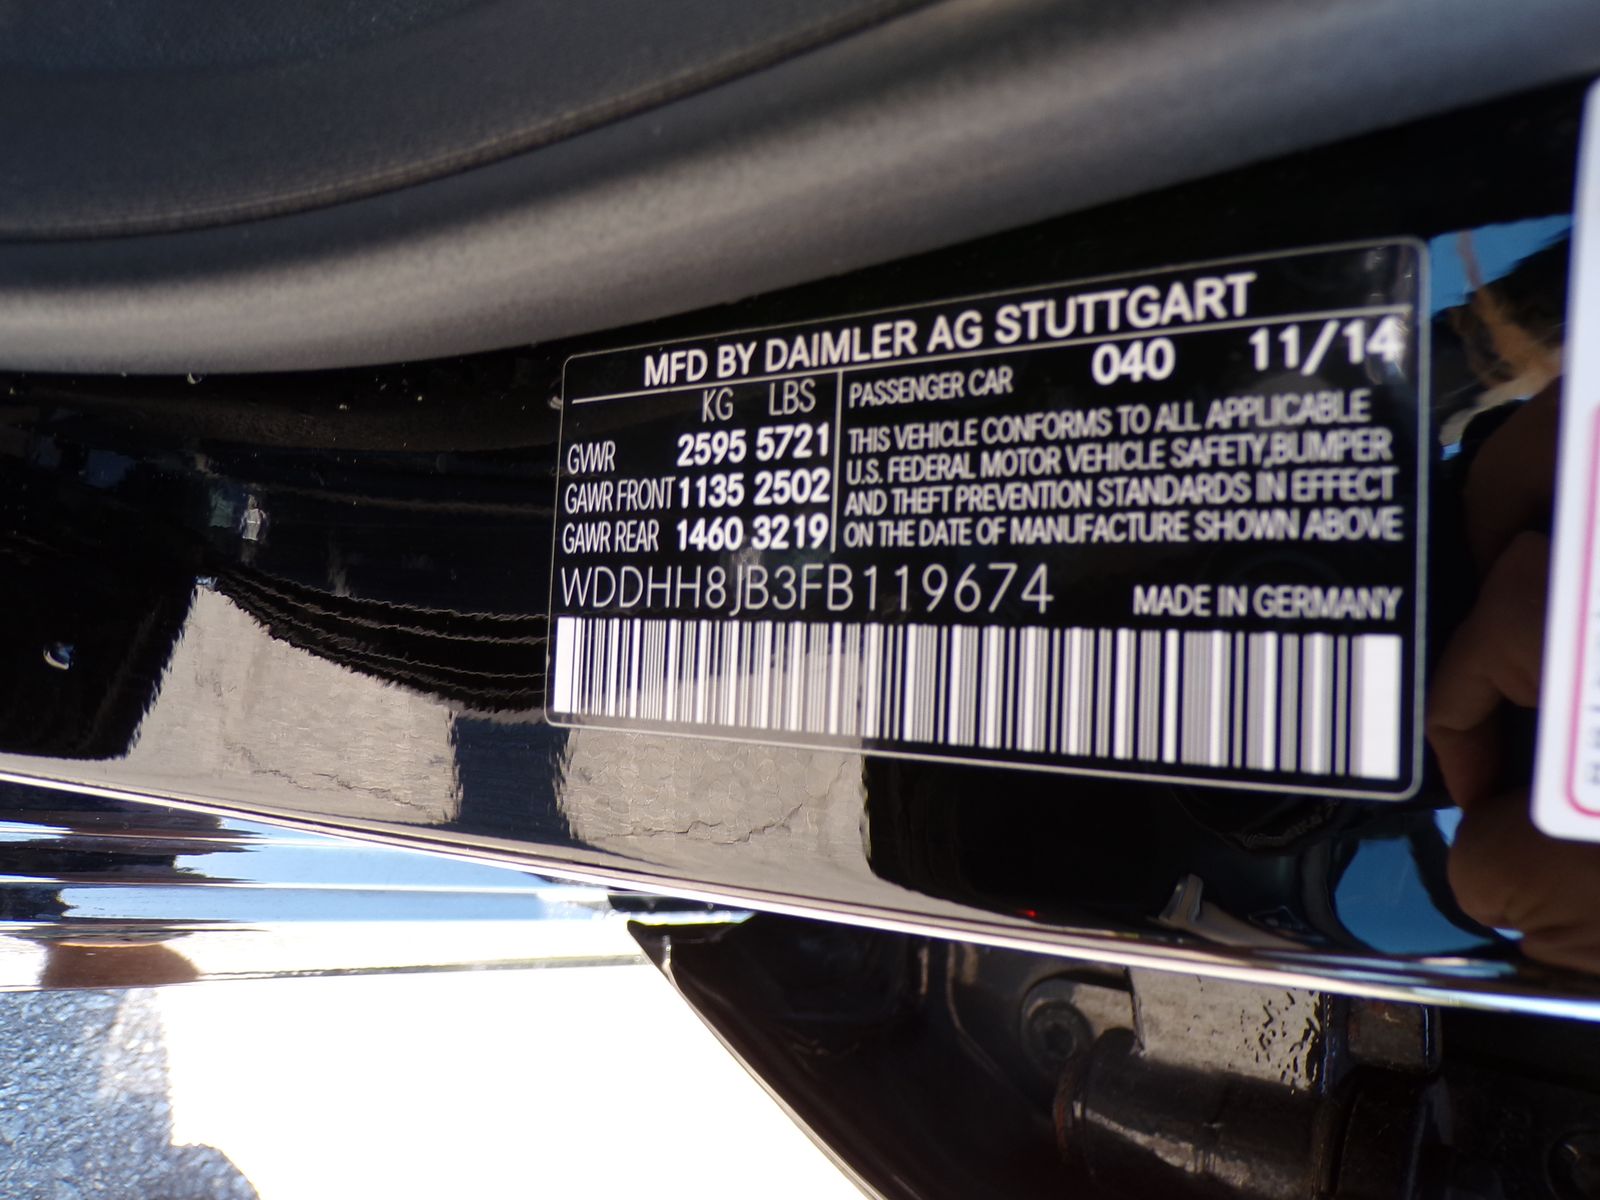 MFD BY DAIMLER AG STUTTGART
KG LBS
GVWR 2595 5721
GAWR FRONT 1135 2502
GAWR REAR 1460 3219
PASSENGER CAR 040 11/14
THIS VEHICLE CONFORMS TO ALL APPLICABLE
U.S. FEDERAL MOTOR VEHICLE SAFETY, BUMPER
AND THEFT PREVENTION STANDARDS IN EFFECT
ON THE DATE OF MANUFACTURE SHOWN ABOVE
WDDHH8JB3FB119674 MADE IN GERMANY